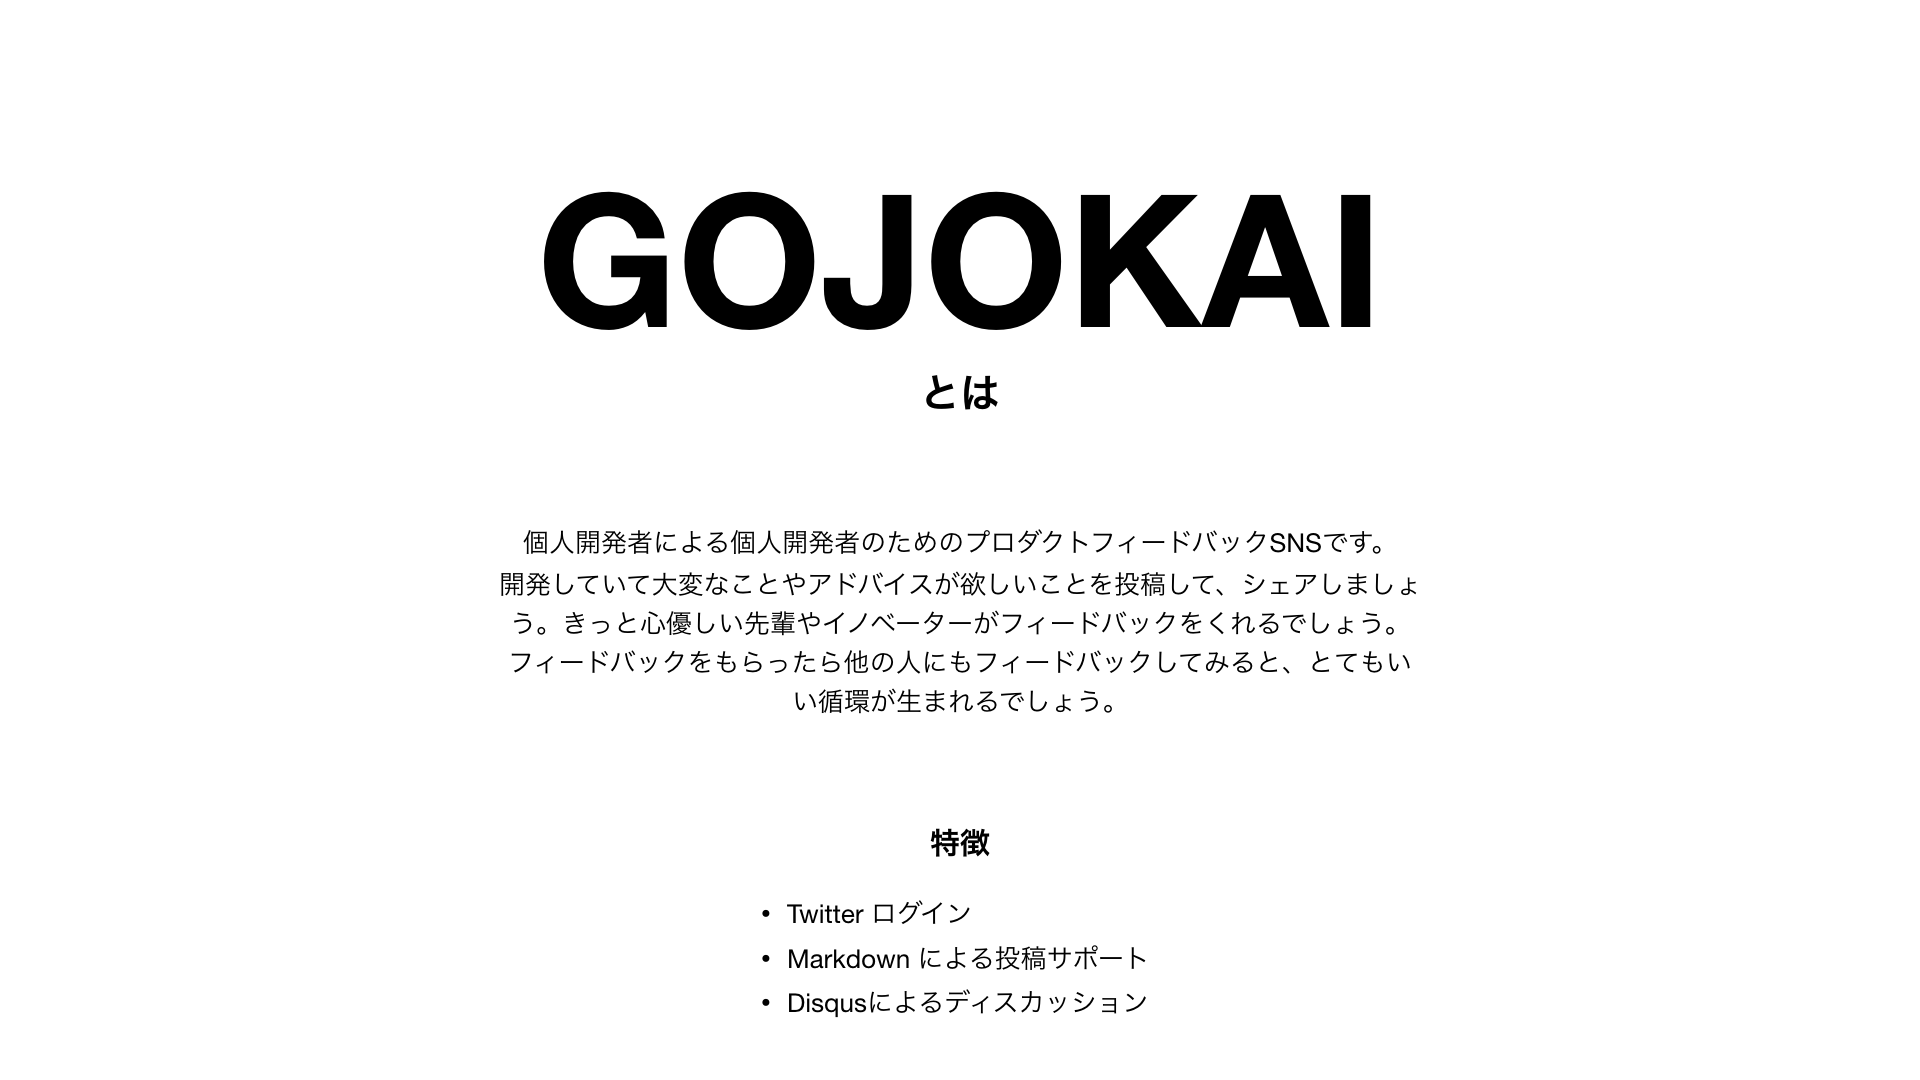 GOJOKAI
とは
個人開発者による個人開発者のためのプロダクトフィードバックSNSです。
開発していて大変なことやアドバイスが欲しいことを投稿して、シェアしましょ
う。きっと心優しい先輩やイノベーターがフィードバックをくれるでしょう。
フィードバックをもらったら他の人にもフィードバックしてみると、とてもい
い循環が生まれるでしょう。
特徴
• Twitter ログイン
• Markdown による投稿サポート
• Disqusによるディスカッション